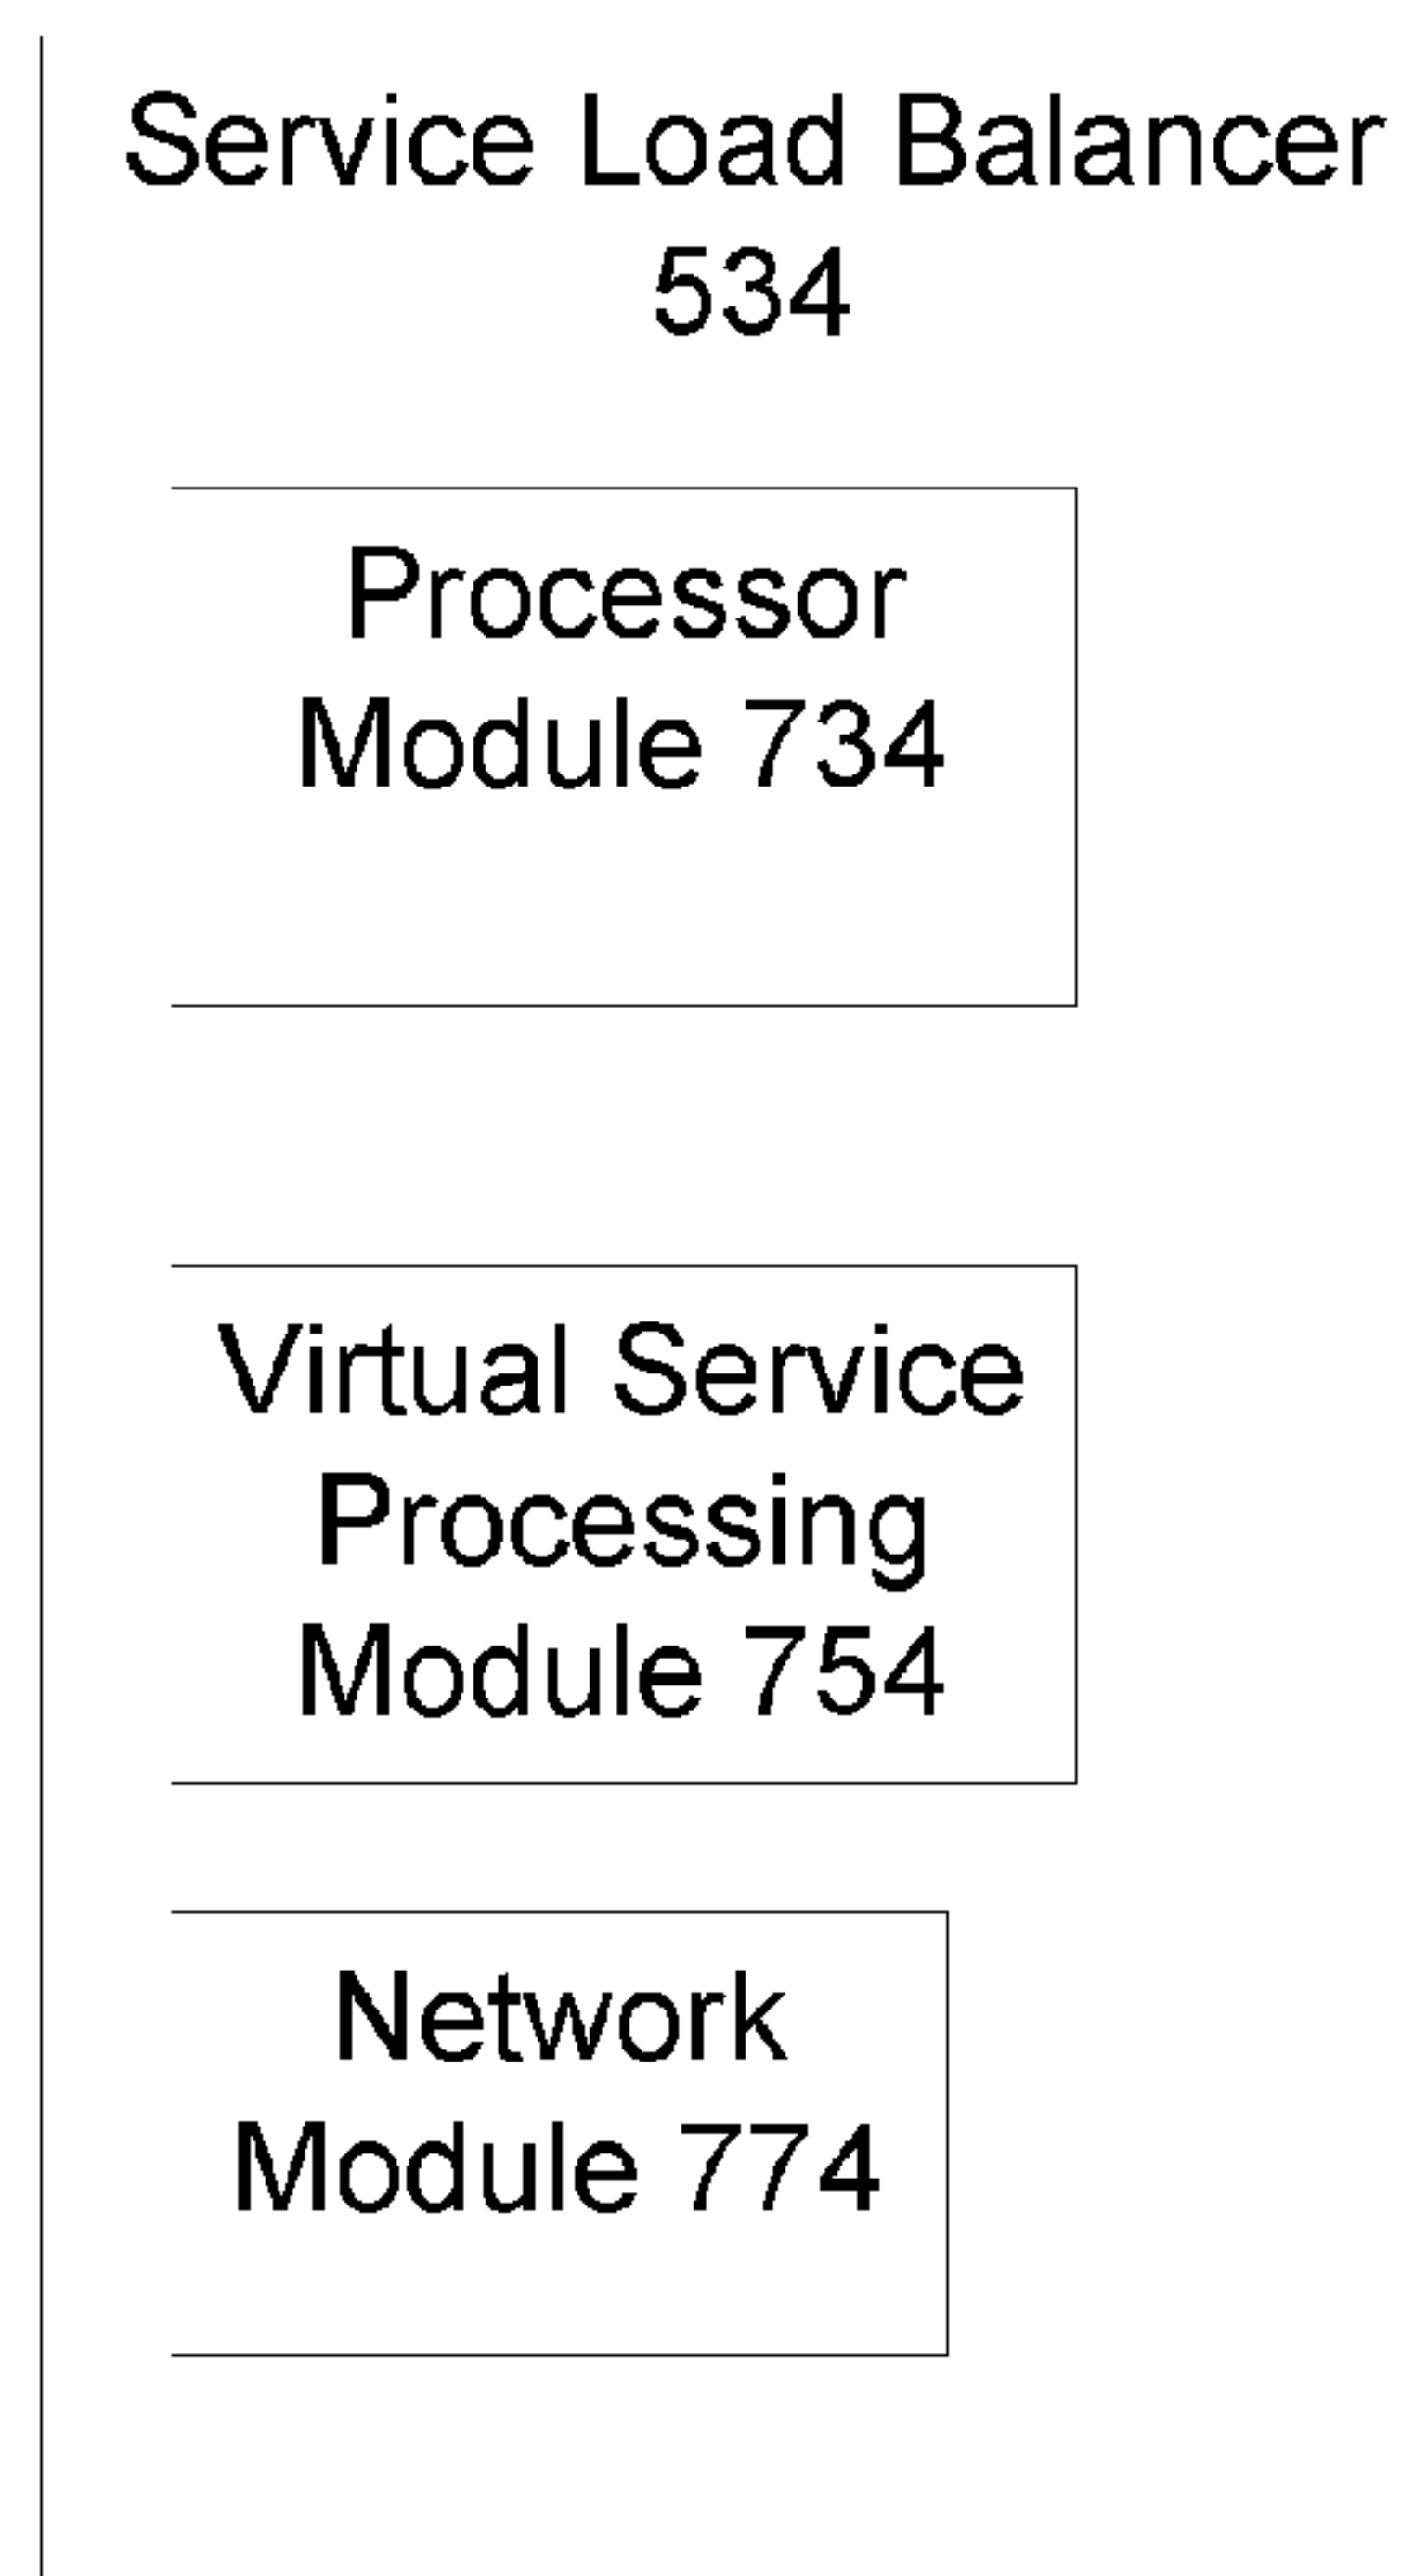 Service Load Balancer
534
Processor
Module 734
Virtual Service
Processing
Module 754
Network
Module 774